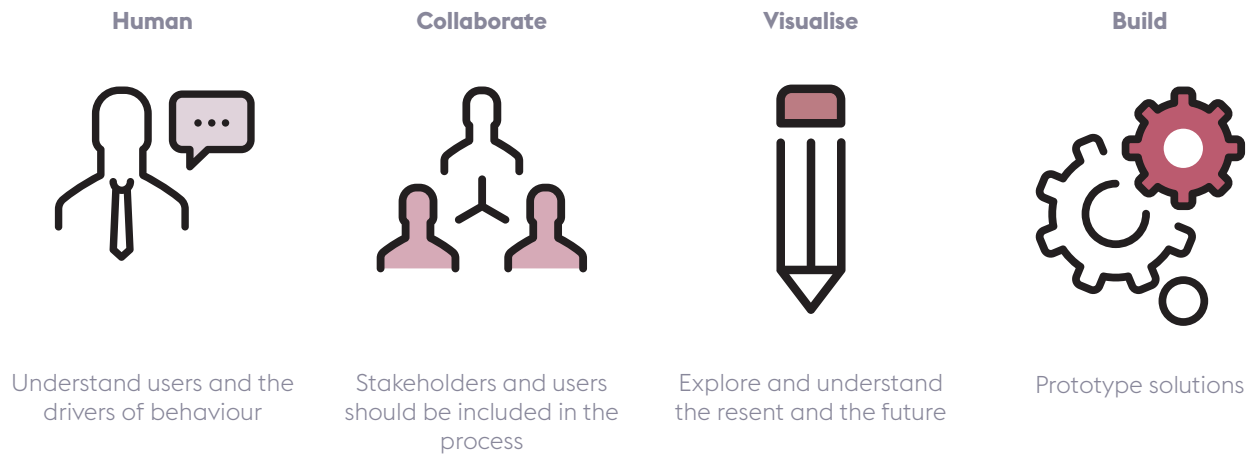 Human
Understand users and the
drivers of behaviour
Collaborate
Stakeholders and users
should be included in the
process
Visualise
Explore and understand
the resent and the future
Build
Prototype solutions